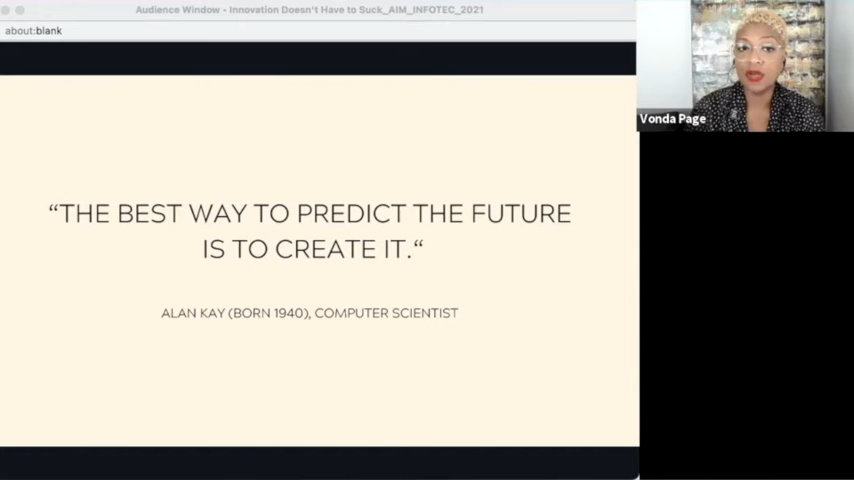 Audience Window - Innovation Doesn't Have to Suck_AIM_INFOTEC_2021
about:blank
Vonda Page
“THE BEST WAY TO PREDICT THE FUTURE
IS TO CREATE IT.“
ALAN KAY (BORN 1940), COMPUTER SCIENTIST